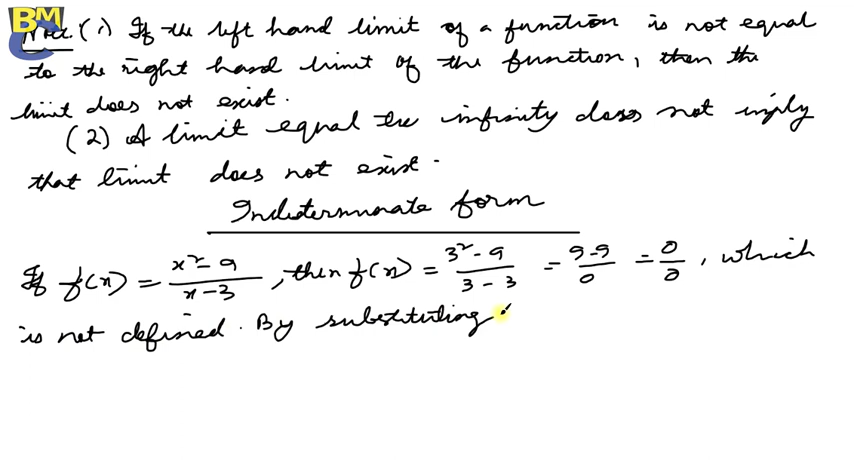 BMC
Note (1) If the left hand limit of a function is not equal
to the right hand limit of the function, then the
limit does not exist.
(2) A limit equal the infinity does not imply
that limit does not exist.
Indeterminate form
If f(x) = x²-9 / x-3, then f(x) = 3²-9 / 3-3 = 9-9 / 0 = 0/0, which
is not defined. By substituting